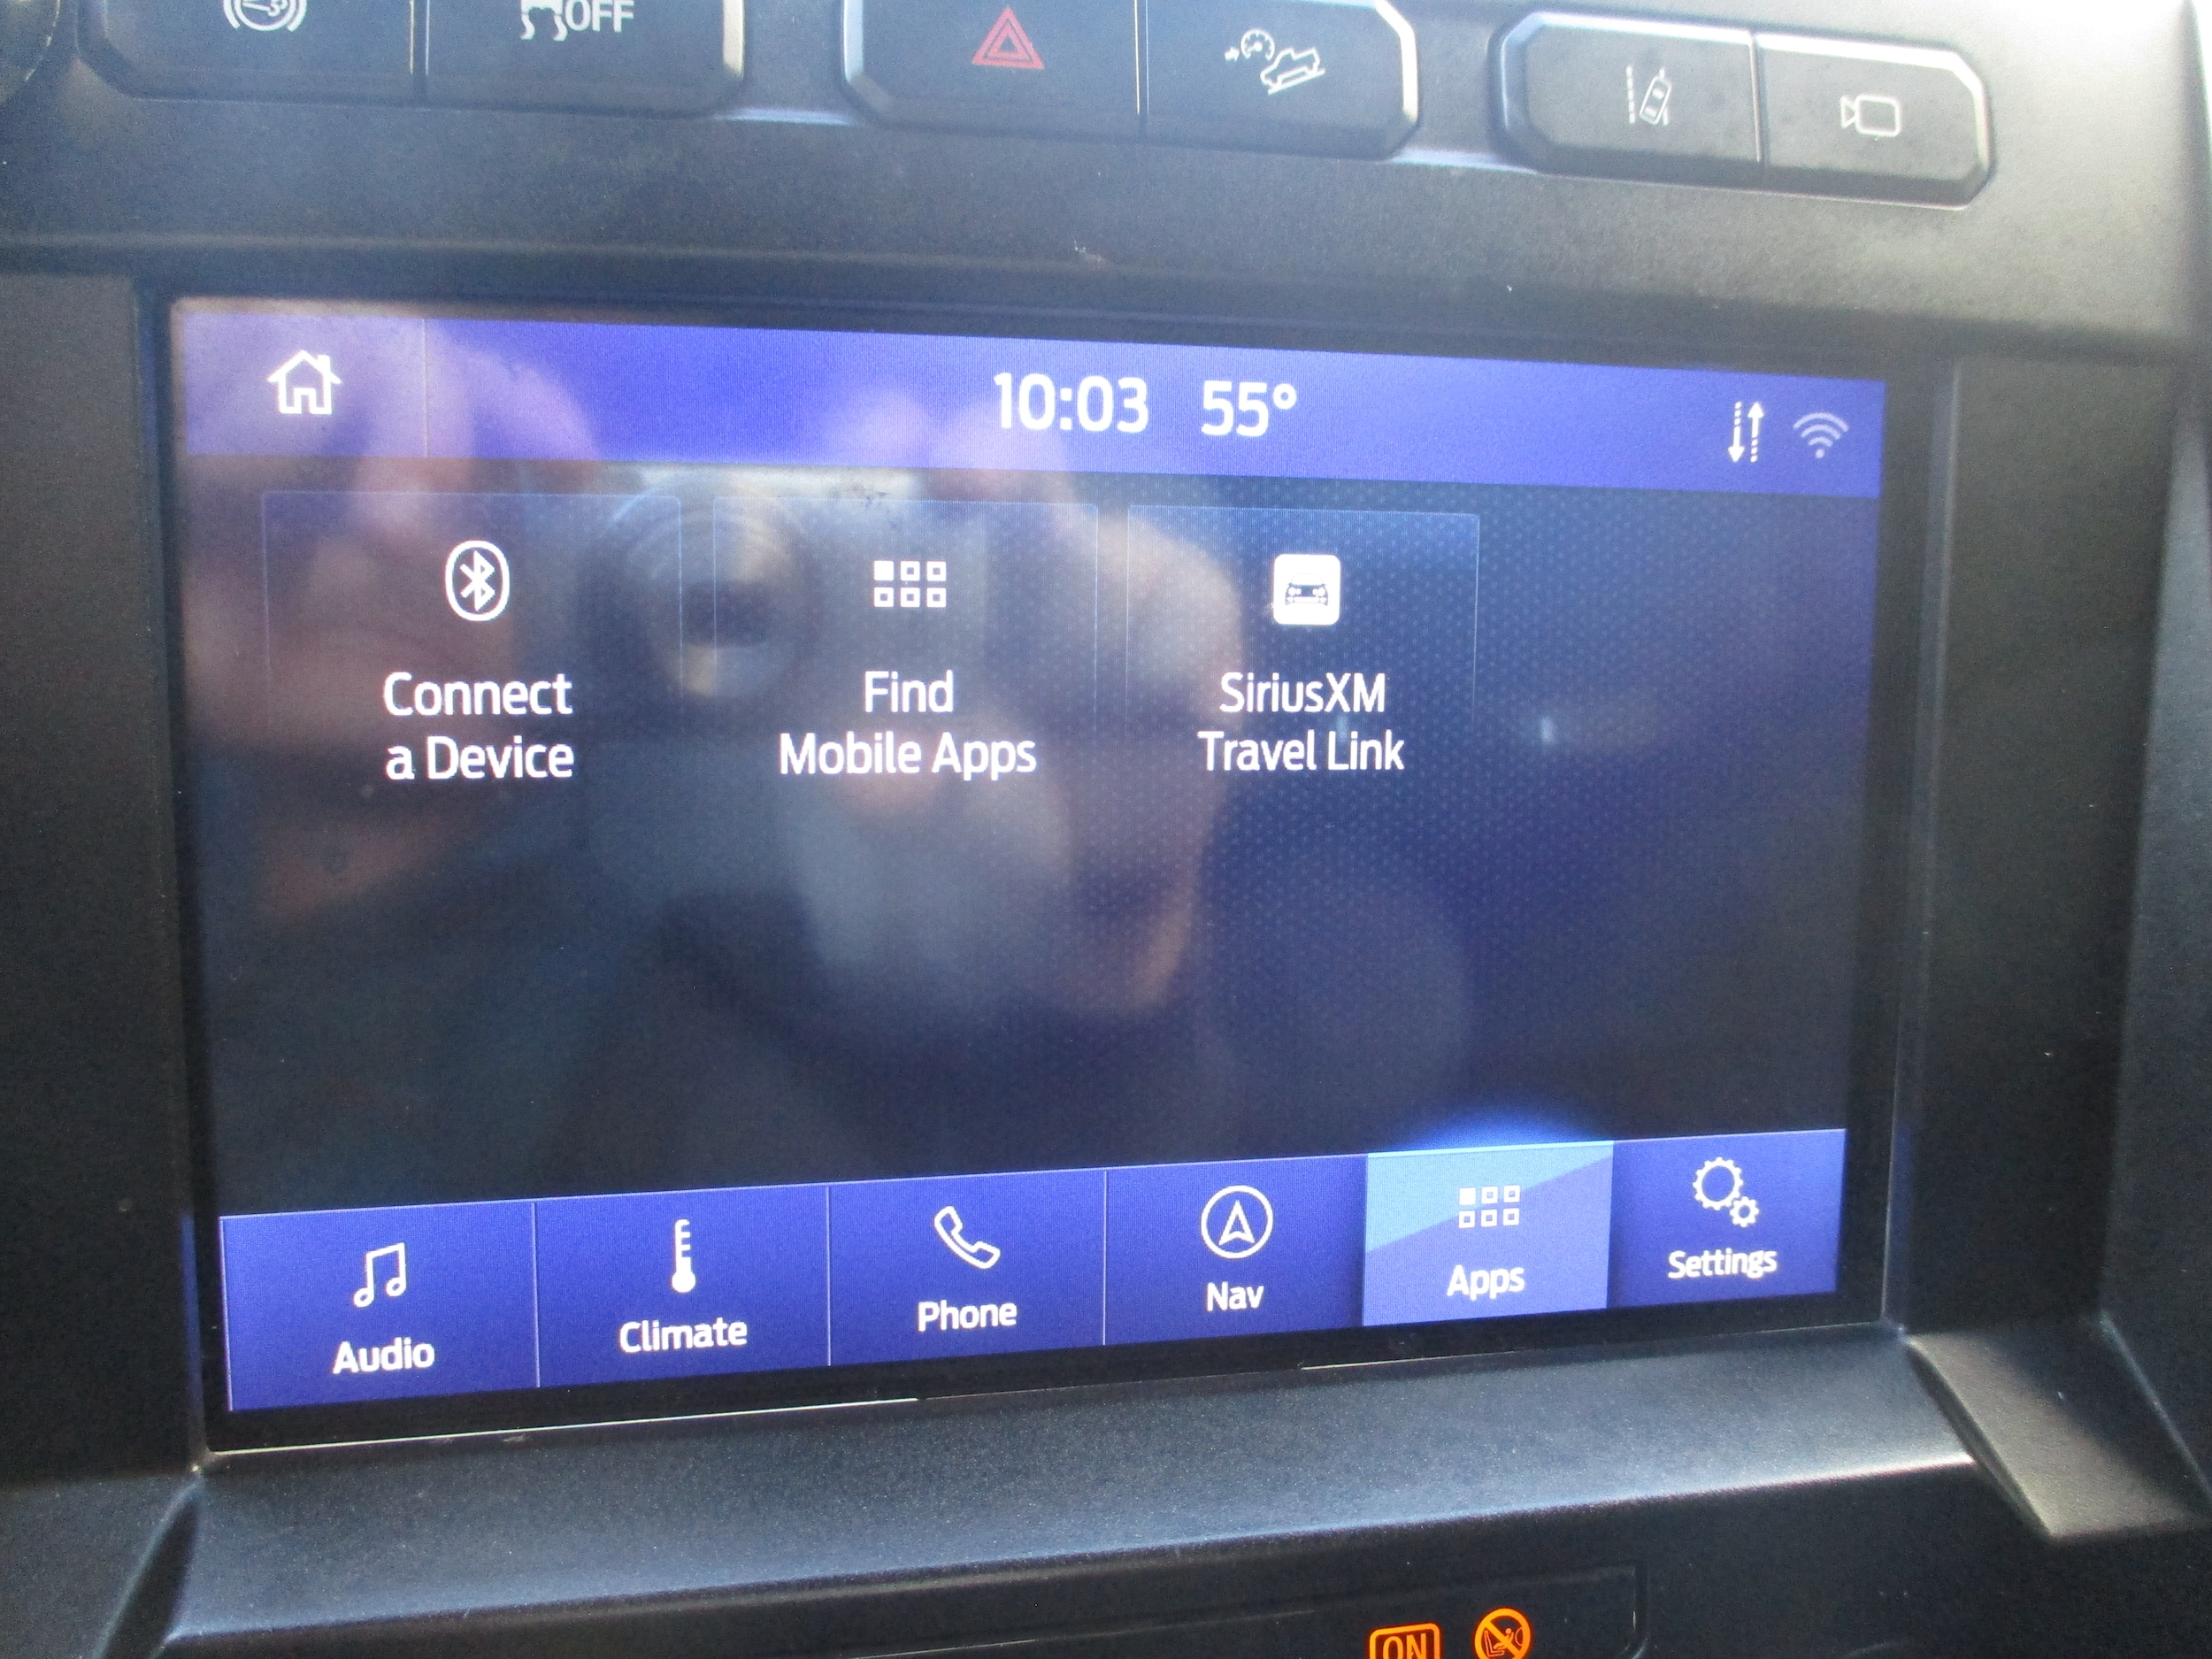 OFF
10:03 55°
Connect
a Device
Find
Mobile Apps
SiriusXM
Travel Link
Audio
Climate
Phone
Nav
Apps
Settings
ON